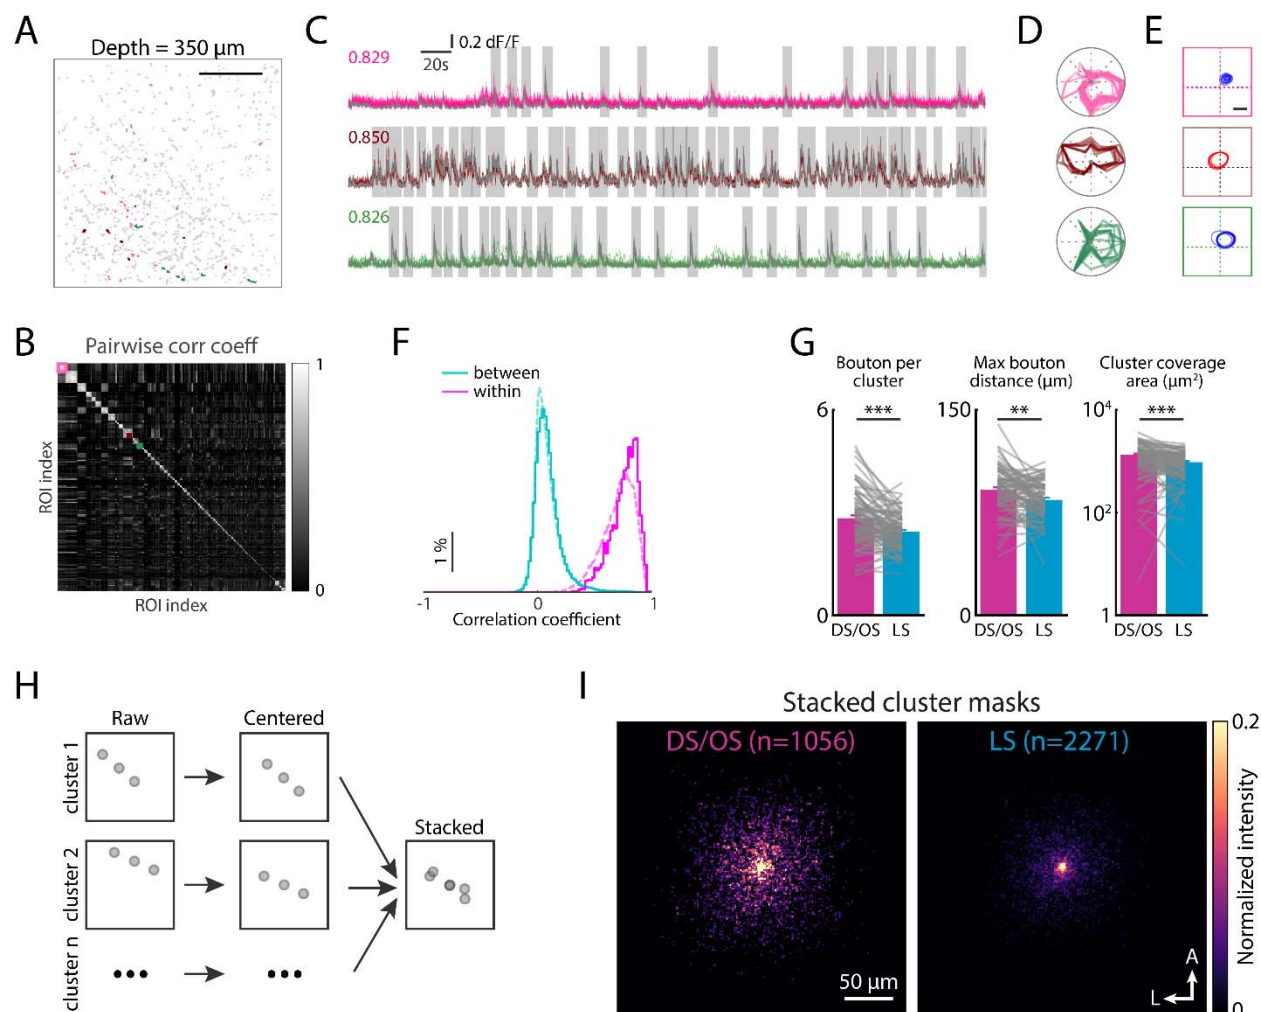 A
Depth = 350 µm
B
Pairwise corr coeff
ROI index
ROI index
1
0
C
0.829
0.2 dF/F
20s
0.850
0.826
D
E
F
between
within
1 %
-1
0
1
Correlation coefficient
G
Bouton per
cluster
***
6
0
DS/OS
LS
Max bouton
distance (µm)
**
150
0
DS/OS
LS
Cluster coverage
area (µm²)
***
10⁴
10²
1
DS/OS
LS
H
Raw
Centered
cluster 1
cluster 2
cluster n
Stacked
I
Stacked cluster masks
DS/OS (n=1056)
LS (n=2271)
50 µm
A
L
0.2
Normalized intensity
0